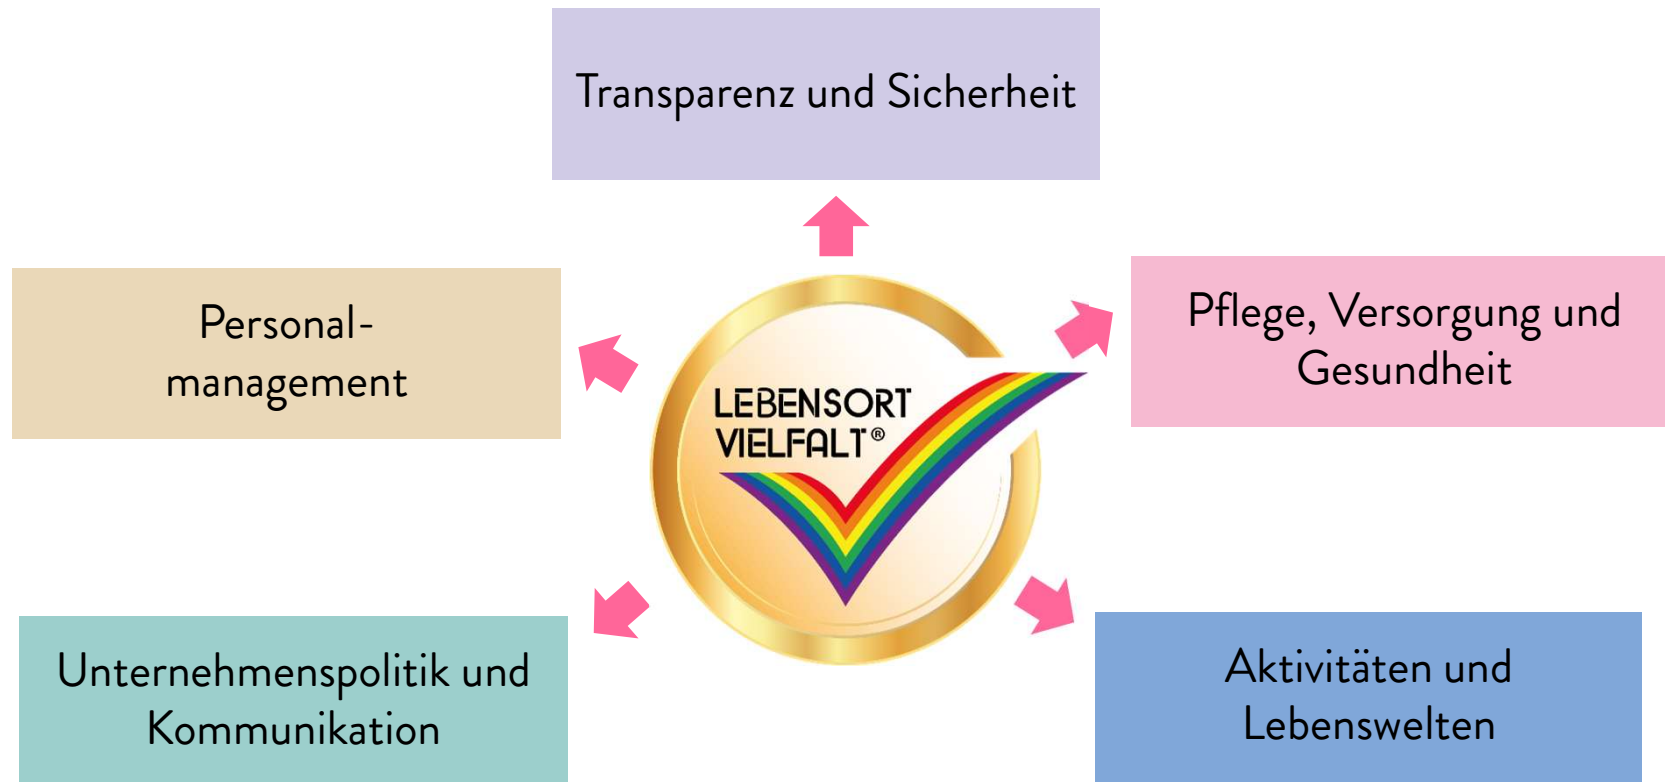 Transparenz und Sicherheit
Personal-
management
Pflege, Versorgung und
Gesundheit
LEBENSORT
VIELFALT®
Unternehmenspolitik und
Kommunikation
Aktivitäten und
Lebenswelten